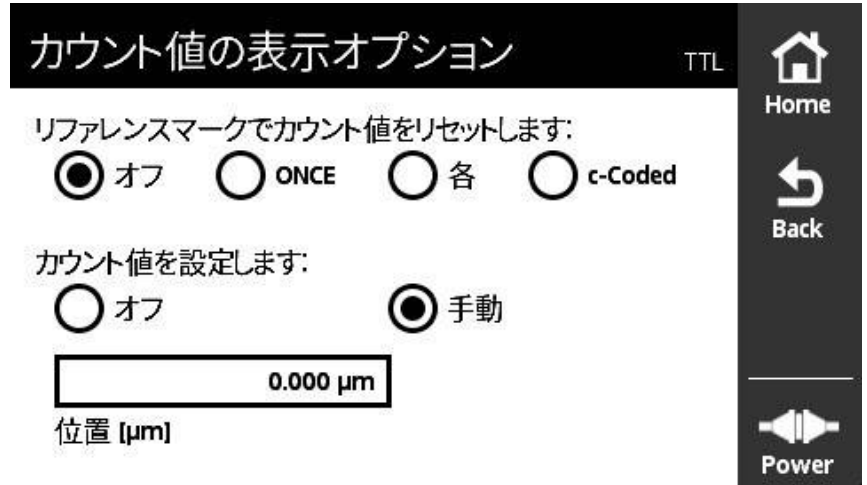 カウント値の表示オプション TTL
Home
リファレンスマークでカウント値をリセットします:
オフ ONCE 各 c-Coded
Back
カウント値を設定します:
オフ 手動
0.000 µm
位置 [µm]
Power